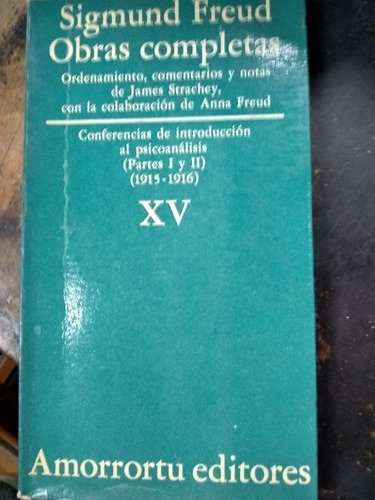 Sigmund Freud
Obras completas
Ordenamiento, comentarios y notas
de James Strachey,
con la colaboración de Anna Freud
Conferencias de introducción
al psicoanálisis
(Partes I y II)
(1915-1916)
XV
Amorrortu editores